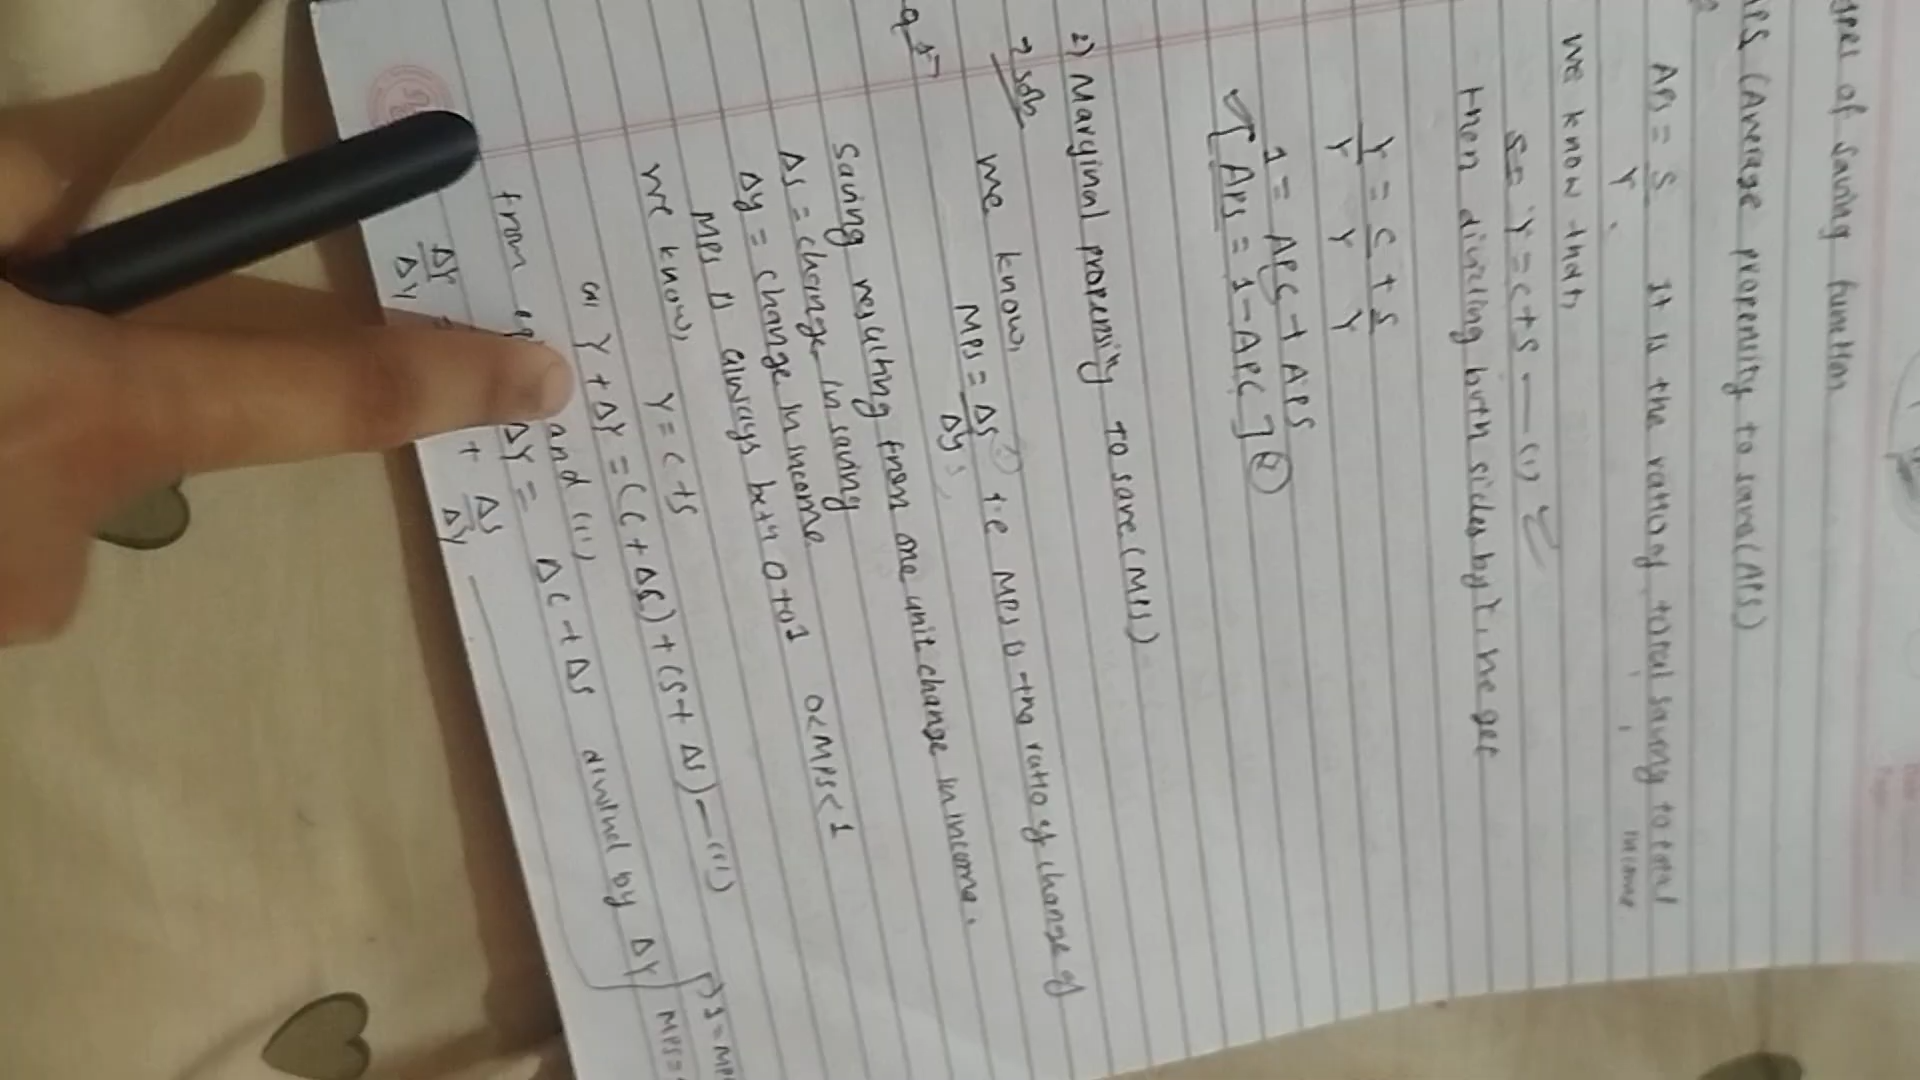 of saving function
APS (Average propensity to save (APS)
APS = S/Y It is the ratio of total saving to total income
We know that,
Y = C + S — (i)
then dividing both sides by Y, we get
Y/Y = C/Y + S/Y
1 = APC + APS
[APS = 1 - APC]
2) Marginal propensity to save (MPS)
→ Soln
We know,
MPS = ΔS/Δy i.e MPS is the ratio of change of
saving resulting from one unit change in income.
ΔS = change in saving
Δy = change in income
MPS is always betn 0 to 1 0<MPS<1
We know, Y = C + S
Y + ΔY = (C + ΔC) + (S + ΔS) — (ii)
from and (ii)
ΔY = ΔC + ΔS divided by ΔY
ΔY/ΔY + ΔS/ΔY